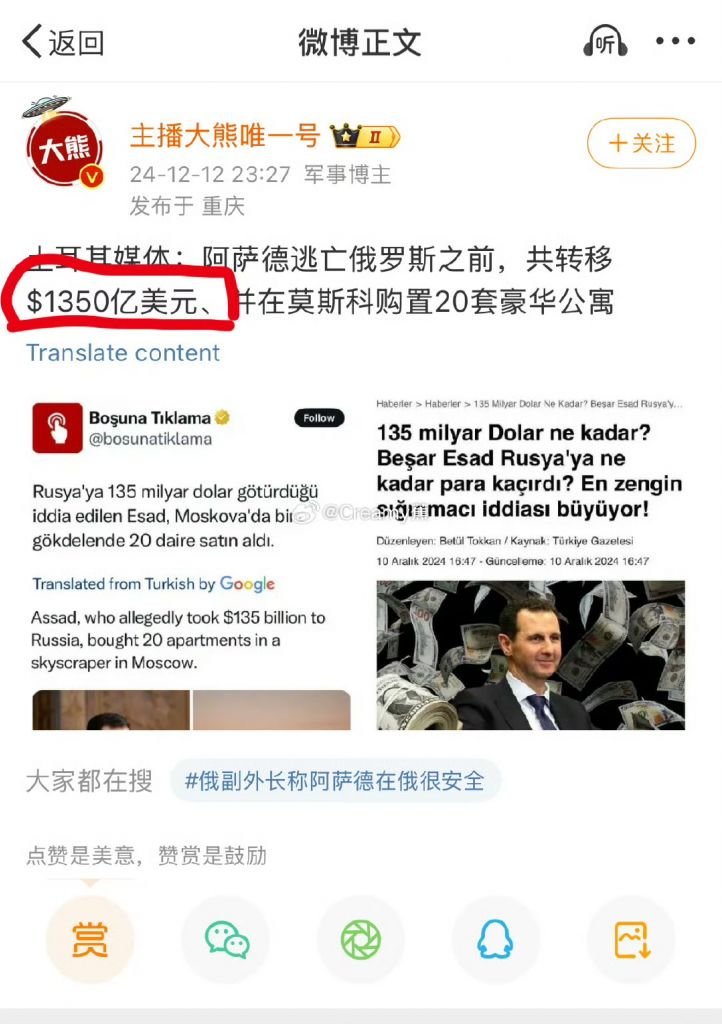 返回
微博正文
听
大熊
主播大熊唯一号
II
24-12-12 23:27 军事博主
发布于 重庆
+关注
土耳其媒体：阿萨德逃亡俄罗斯之前，共转移
$1350亿美元、并在莫斯科购置20套豪华公寓
Translate content
Boşuna Tıklama
@bosunatiklama
Follow
Rusya'ya 135 milyar dolar götürdüğü
iddia edilen Esad, Moskova'da bir
gökdelende 20 daire satın aldı.
Translated from Turkish by Google
Assad, who allegedly took $135 billion to
Russia, bought 20 apartments in a
skyscraper in Moscow.
Haberler > Haberler > 135 Milyar Dolar Ne Kadar? Beşar Esad Rusya'y...
135 milyar Dolar ne kadar?
Beşar Esad Rusya'ya ne
kadar para kaçırdı? En zengin
sığınmacı iddiası büyüyor!
Düzenleyen: Betül Tokkan / Kaynak: Türkiye Gazetesi
10 Aralık 2024 16:47 - Güncelleme: 10 Aralık 2024 16:47
大家都在搜
#俄副外长称阿萨德在俄很安全
点赞是美意，赞赏是鼓励
赏